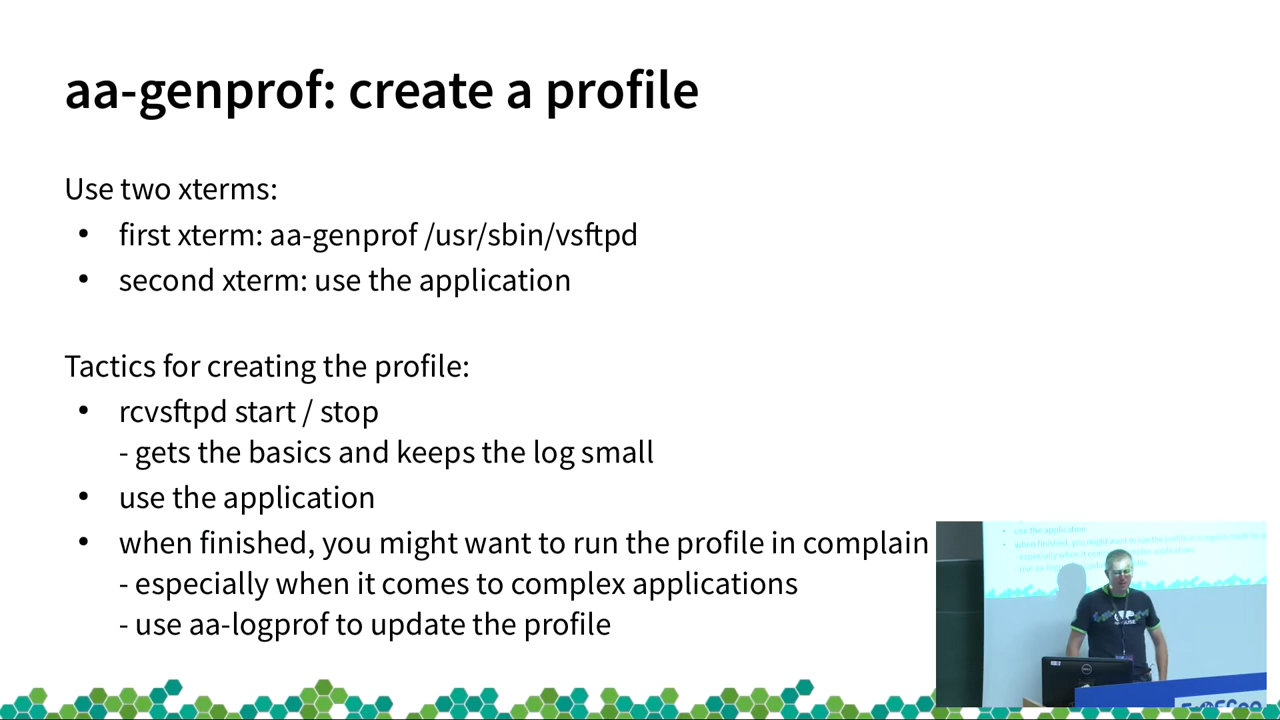 aa-genprof: create a profile
Use two xterms:
• first xterm: aa-genprof /usr/sbin/vsftpd
• second xterm: use the application
Tactics for creating the profile:
• rcvsftpd start / stop
- gets the basics and keeps the log small
• use the application
• when finished, you might want to run the profile in complain
- especially when it comes to complex applications
- use aa-logprof to update the profile